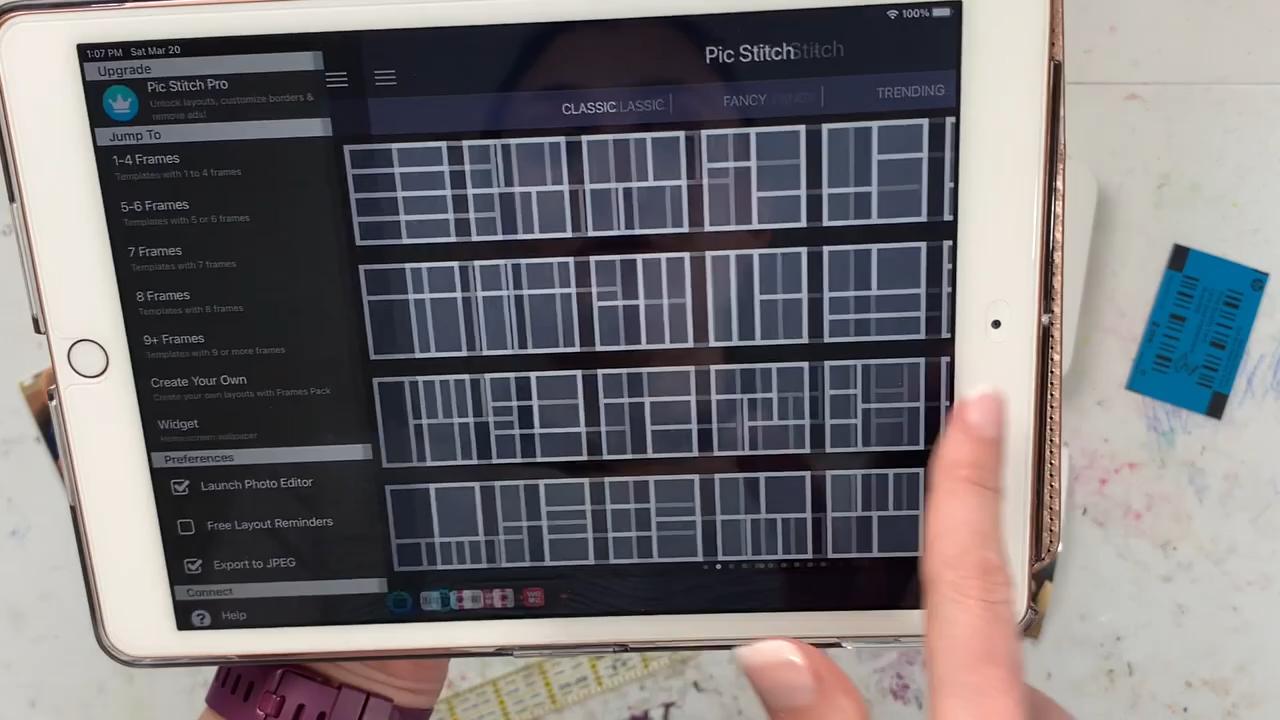 1:07 PM Sat Mar 20
100%
Upgrade
Pic Stitch Pro
Unlock layouts, customize borders &
remove ads!
Jump To
1-4 Frames
Templates with 1 to 4 frames
5-6 Frames
Templates with 5 or 6 frames
7 Frames
Templates with 7 frames
8 Frames
Templates with 8 frames
9+ Frames
Templates with 9 or more frames
Create Your Own
Create your own layouts with Frames Pack
Widget
Homescreen wallpaper
Preferences
Launch Photo Editor
Free Layout Reminders
Export to JPEG
Connect
? Help
Pic Stitch
CLASSIC
FANCY
TRENDING